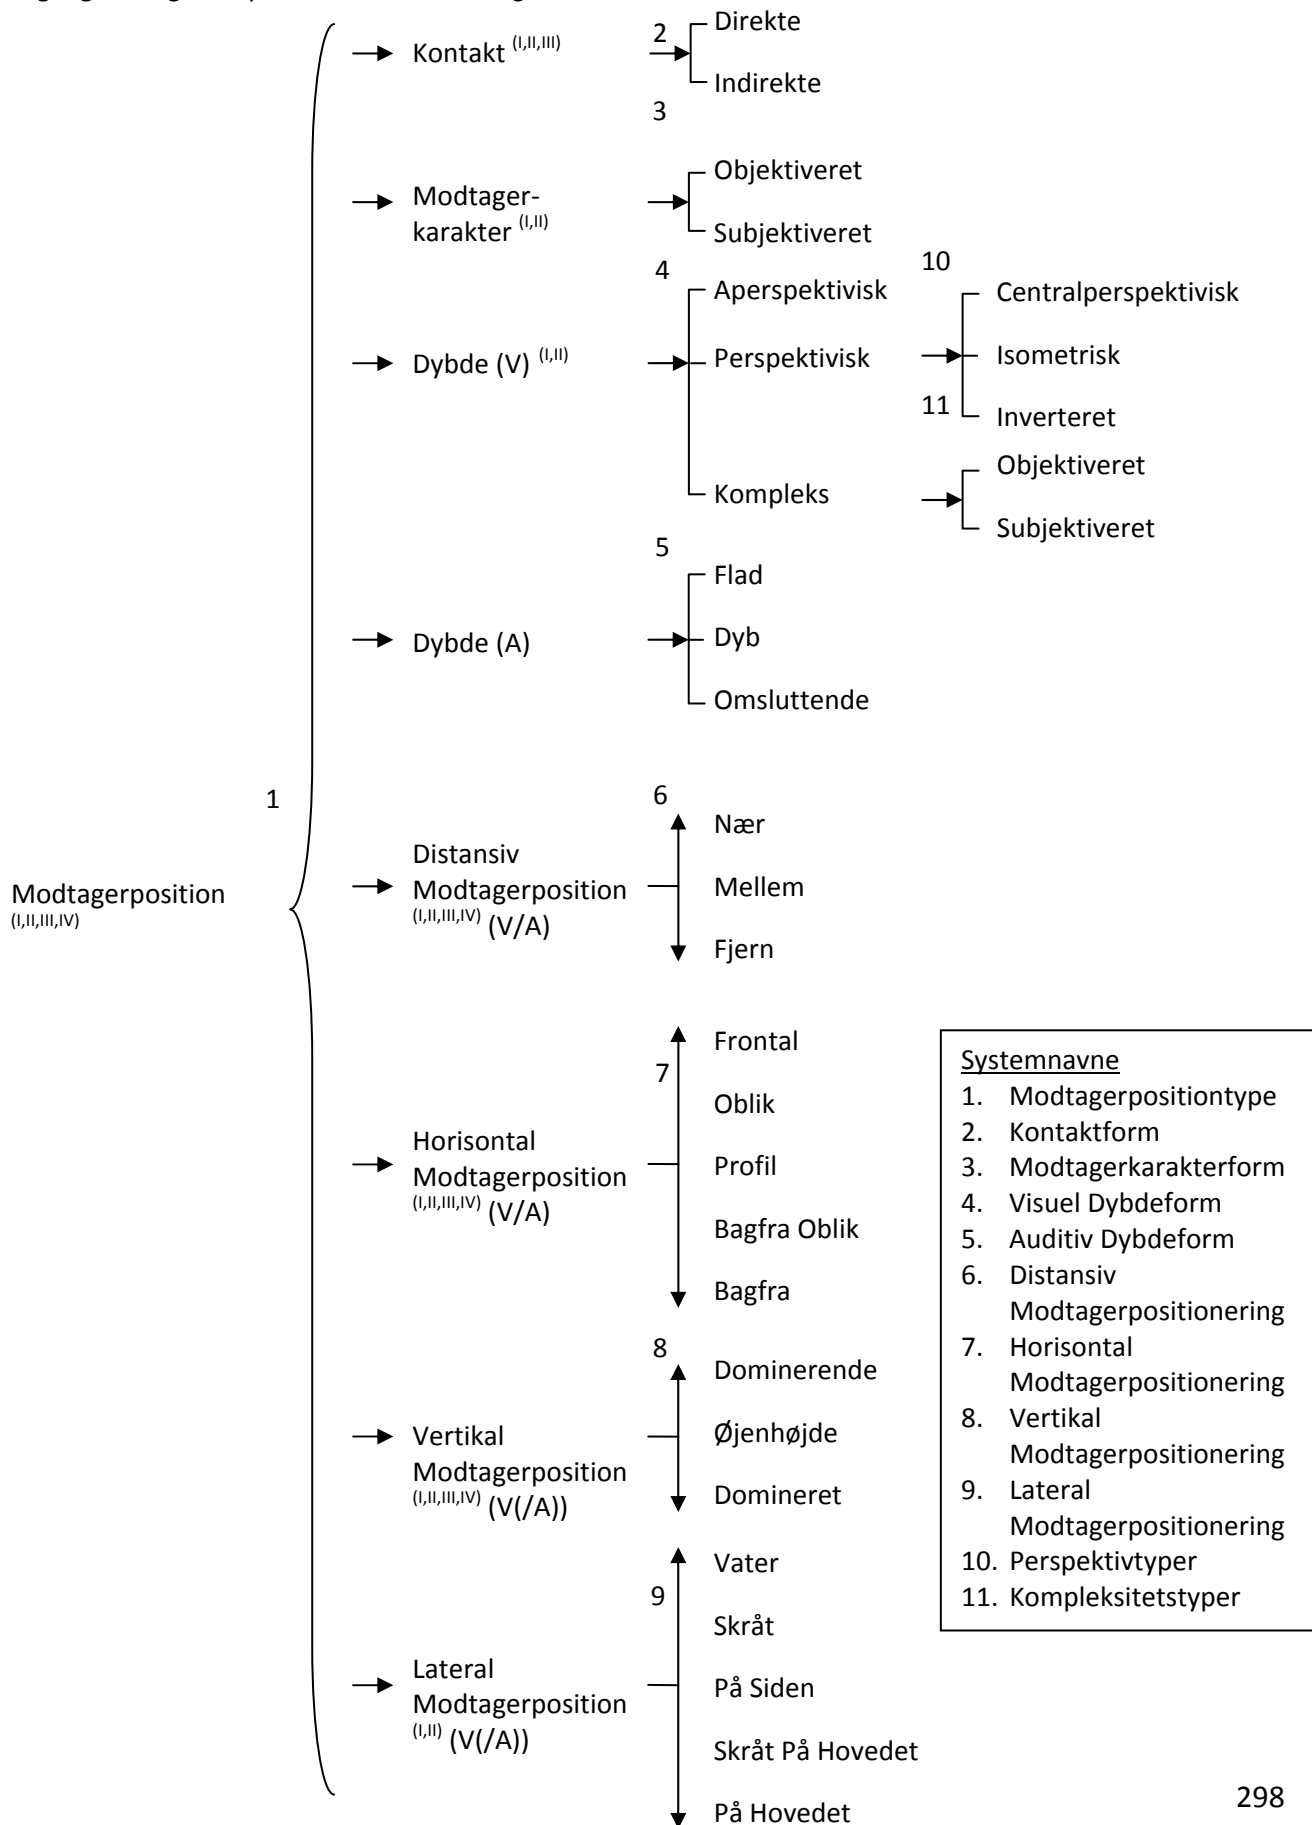 2
Direkte
Kontakt (I,II,III)
Indirekte
3
Objektiveret
Modtager-
karakter (I,II)
Subjektiveret
4
10
Aperspektivisk
Centralperspektivisk
Dybde (V) (I,II)
Perspektivisk
Isometrisk
11
Inverteret
Objektiveret
Kompleks
Subjektiveret
5
Flad
Dybde (A)
Dyb
Omsluttende
1
6
Nær
Distansiv
Modtagerposition
(I,II,III,IV) (V/A)
Mellem
Modtagerposition
(I,II,III,IV)
Fjern
7
Frontal
Oblik
Horisontal
Modtagerposition
(I,II,III,IV) (V/A)
Profil
Bagfra Oblik
Bagfra
8
Dominerende
Vertikal
Modtagerposition
(I,II,III,IV) (V(/A))
Øjenhøjde
Domineret
9
Vater
Skråt
Lateral
Modtagerposition
(I,II) (V(/A))
På Siden
Skråt På Hovedet
På Hovedet
Systemnavne
1. Modtagerpositiontype
2. Kontaktform
3. Modtagerkarakterform
4. Visuel Dybdeform
5. Auditiv Dybdeform
6. Distansiv
Modtagerpositionering
7. Horisontal
Modtagerpositionering
8. Vertikal
Modtagerpositionering
9. Lateral
Modtagerpositionering
10. Perspektivtyper
11. Kompleksitetstyper
298